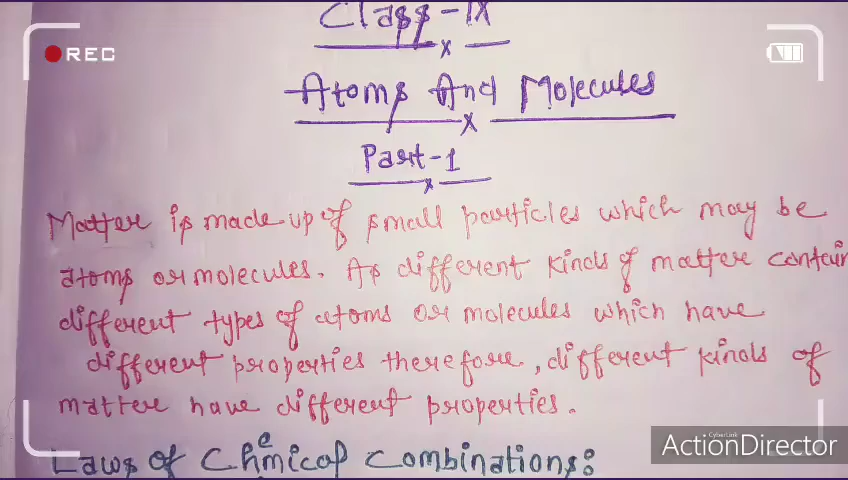 Class-IX
REC
Atoms And Molecules
Part-1
Matter is made up of small particles which may be
atoms or molecules. As different kinds of matter contain
different types of atoms or molecules which have
different properties therefore, different kinds of
matter have different properties.
Laws of Chemical Combinations:
CyberLink
ActionDirector